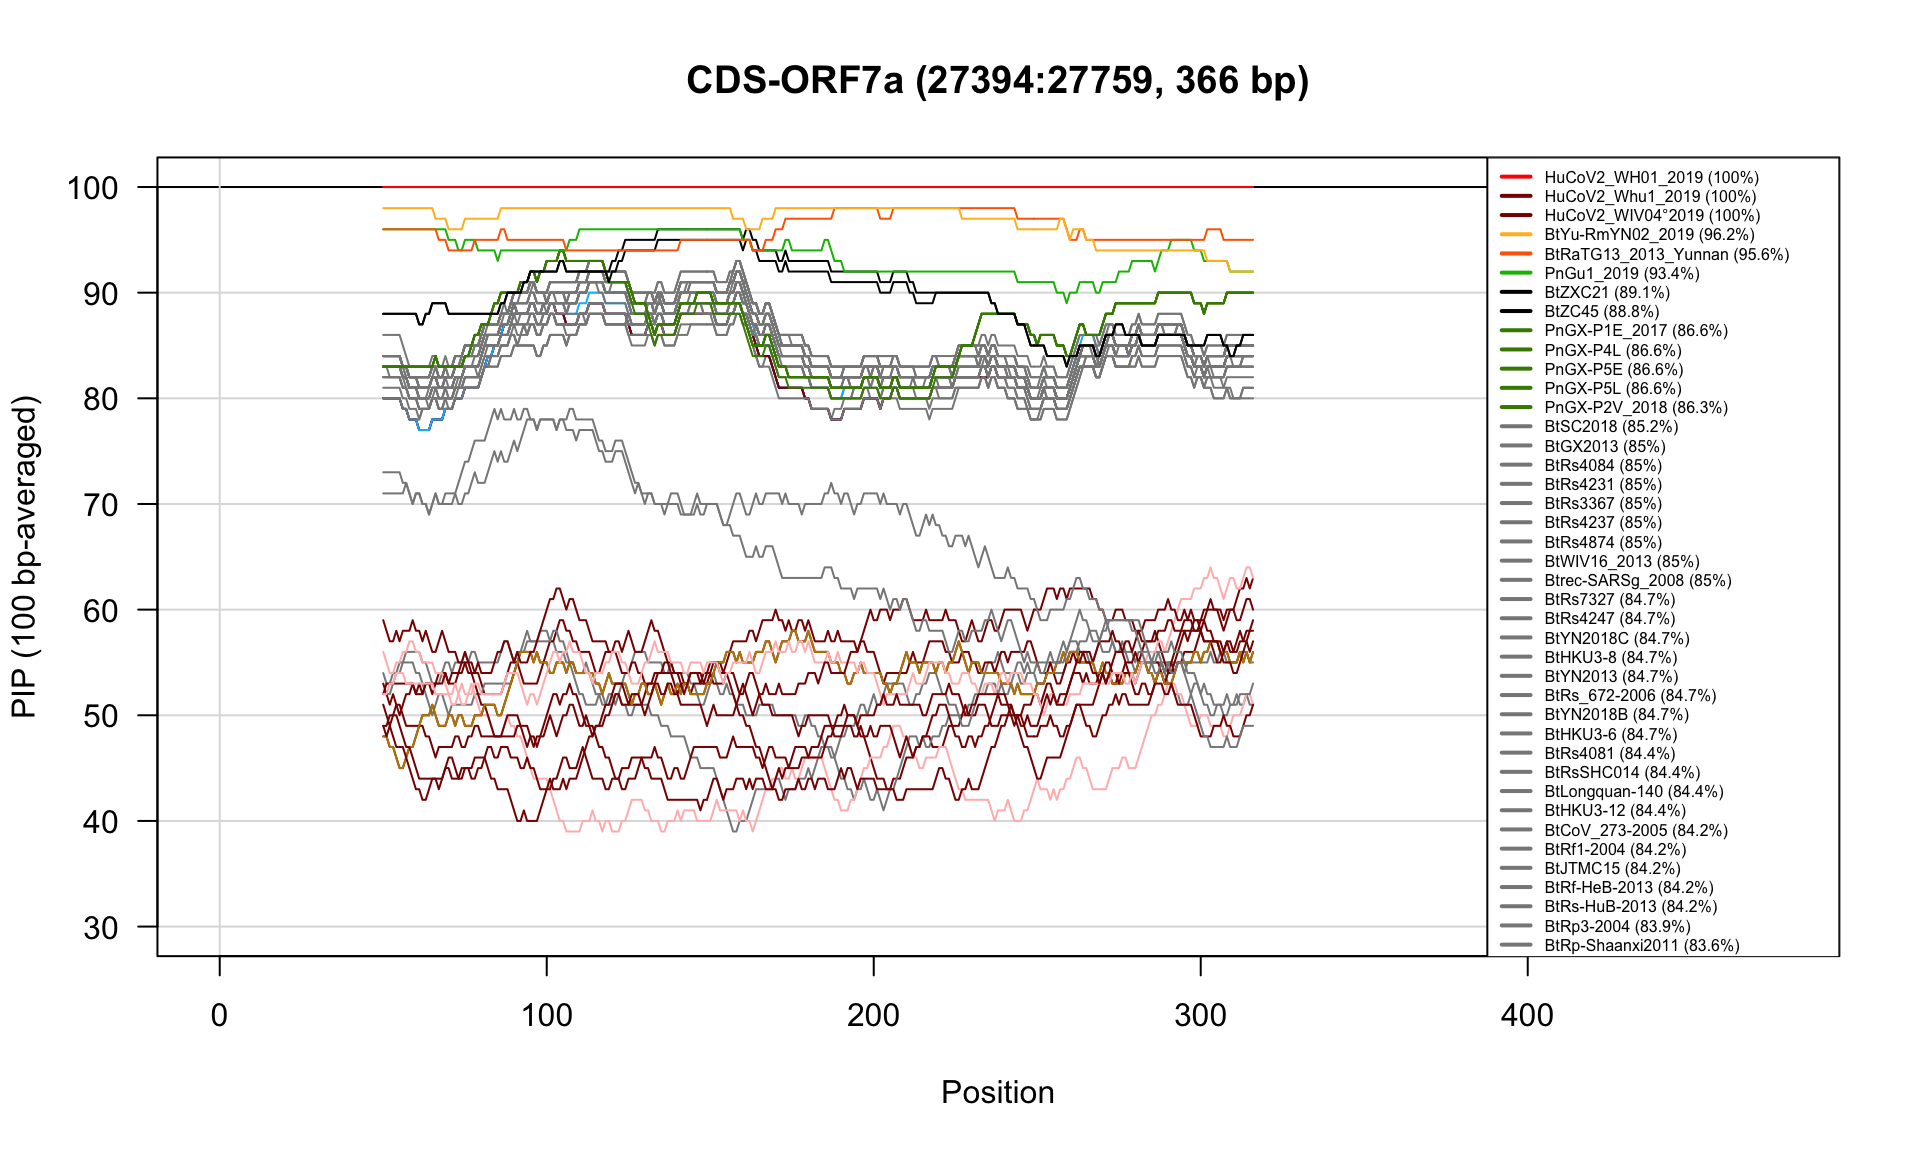 CDS-ORF7a (27394:27759, 366 bp)
PIP (100 bp-averaged)
100
90
80
70
60
50
40
30
0
100
200
300
400
Position
HuCoV2_WH01_2019 (100%)
HuCoV2_Whu1_2019 (100%)
HuCoV2_WIV04°2019 (100%)
BtYu-RmYN02_2019 (96.2%)
BtRaTG13_2013_Yunnan (95.6%)
PnGu1_2019 (93.4%)
BtZXC21 (89.1%)
BtZC45 (88.8%)
PnGX-P1E_2017 (86.6%)
PnGX-P4L (86.6%)
PnGX-P5E (86.6%)
PnGX-P5L (86.6%)
PnGX-P2V_2018 (86.3%)
BtSC2018 (85.2%)
BtGX2013 (85%)
BtRs4084 (85%)
BtRs4231 (85%)
BtRs3367 (85%)
BtRs4237 (85%)
BtRs4874 (85%)
BtWIV16_2013 (85%)
Btrec-SARSg_2008 (85%)
BtRs7327 (84.7%)
BtRs4247 (84.7%)
BtYN2018C (84.7%)
BtHKU3-8 (84.7%)
BtYN2013 (84.7%)
BtRs_672-2006 (84.7%)
BtYN2018B (84.7%)
BtHKU3-6 (84.7%)
BtRs4081 (84.4%)
BtRsSHC014 (84.4%)
BtLongquan-140 (84.4%)
BtHKU3-12 (84.4%)
BtCoV_273-2005 (84.2%)
BtRf1-2004 (84.2%)
BtJTMC15 (84.2%)
BtRf-HeB-2013 (84.2%)
BtRs-HuB-2013 (84.2%)
BtRp3-2004 (83.9%)
BtRp-Shaanxi2011 (83.6%)